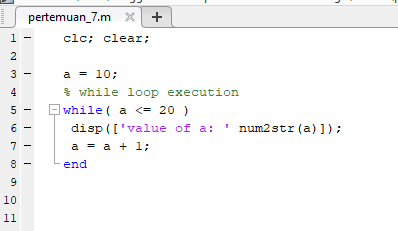 pertemuan_7.m
1 – clc; clear;
2
3 – a = 10;
4 % while loop execution
5 – while( a <= 20 )
6 – disp(['value of a: ' num2str(a)]);
7 – a = a + 1;
8 – end
9
10
11